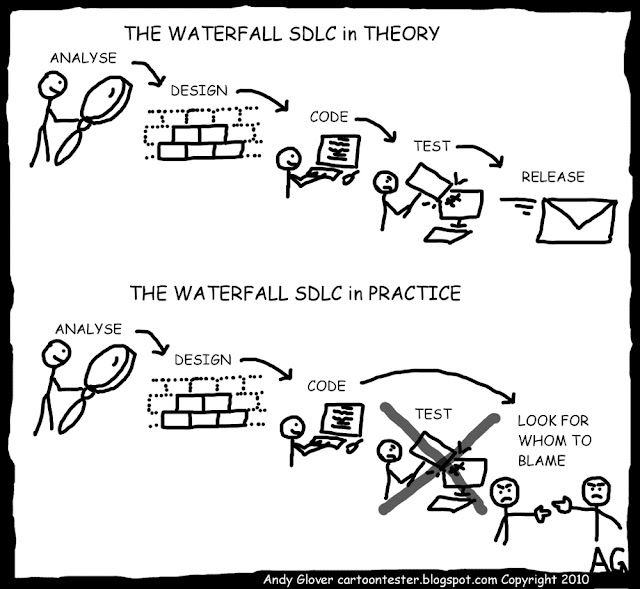 THE WATERFALL SDLC in THEORY
ANALYSE
DESIGN
CODE
TEST
RELEASE
THE WATERFALL SDLC in PRACTICE
ANALYSE
DESIGN
CODE
TEST
LOOK FOR
WHOM TO
BLAME
AG
Andy Glover cartoontester.blogspot.com Copyright 2010